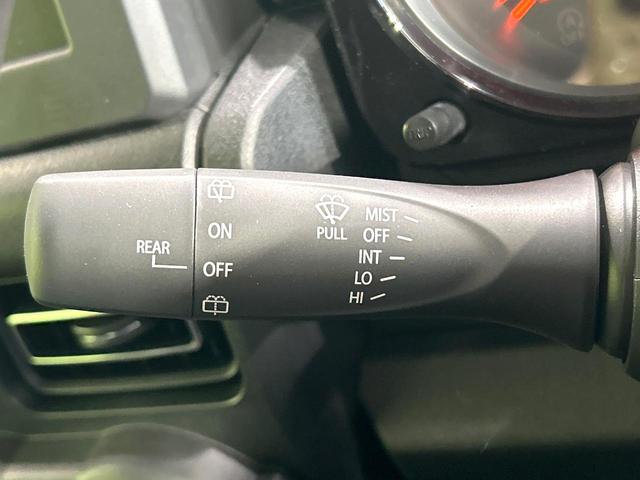 ON
REAR
OFF
PULL
MIST
OFF
INT
LO
HI